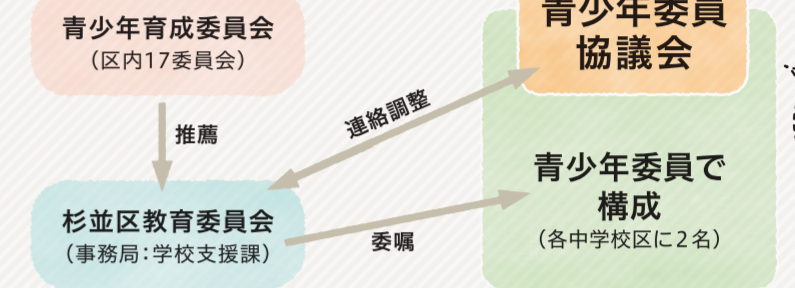 青少年育成委員会
（区内17委員会）
推薦
杉並区教育委員会
（事務局：学校支援課）
連絡調整
委嘱
青少年委員
協議会
青少年委員で
構成
（各中学校区に2名）